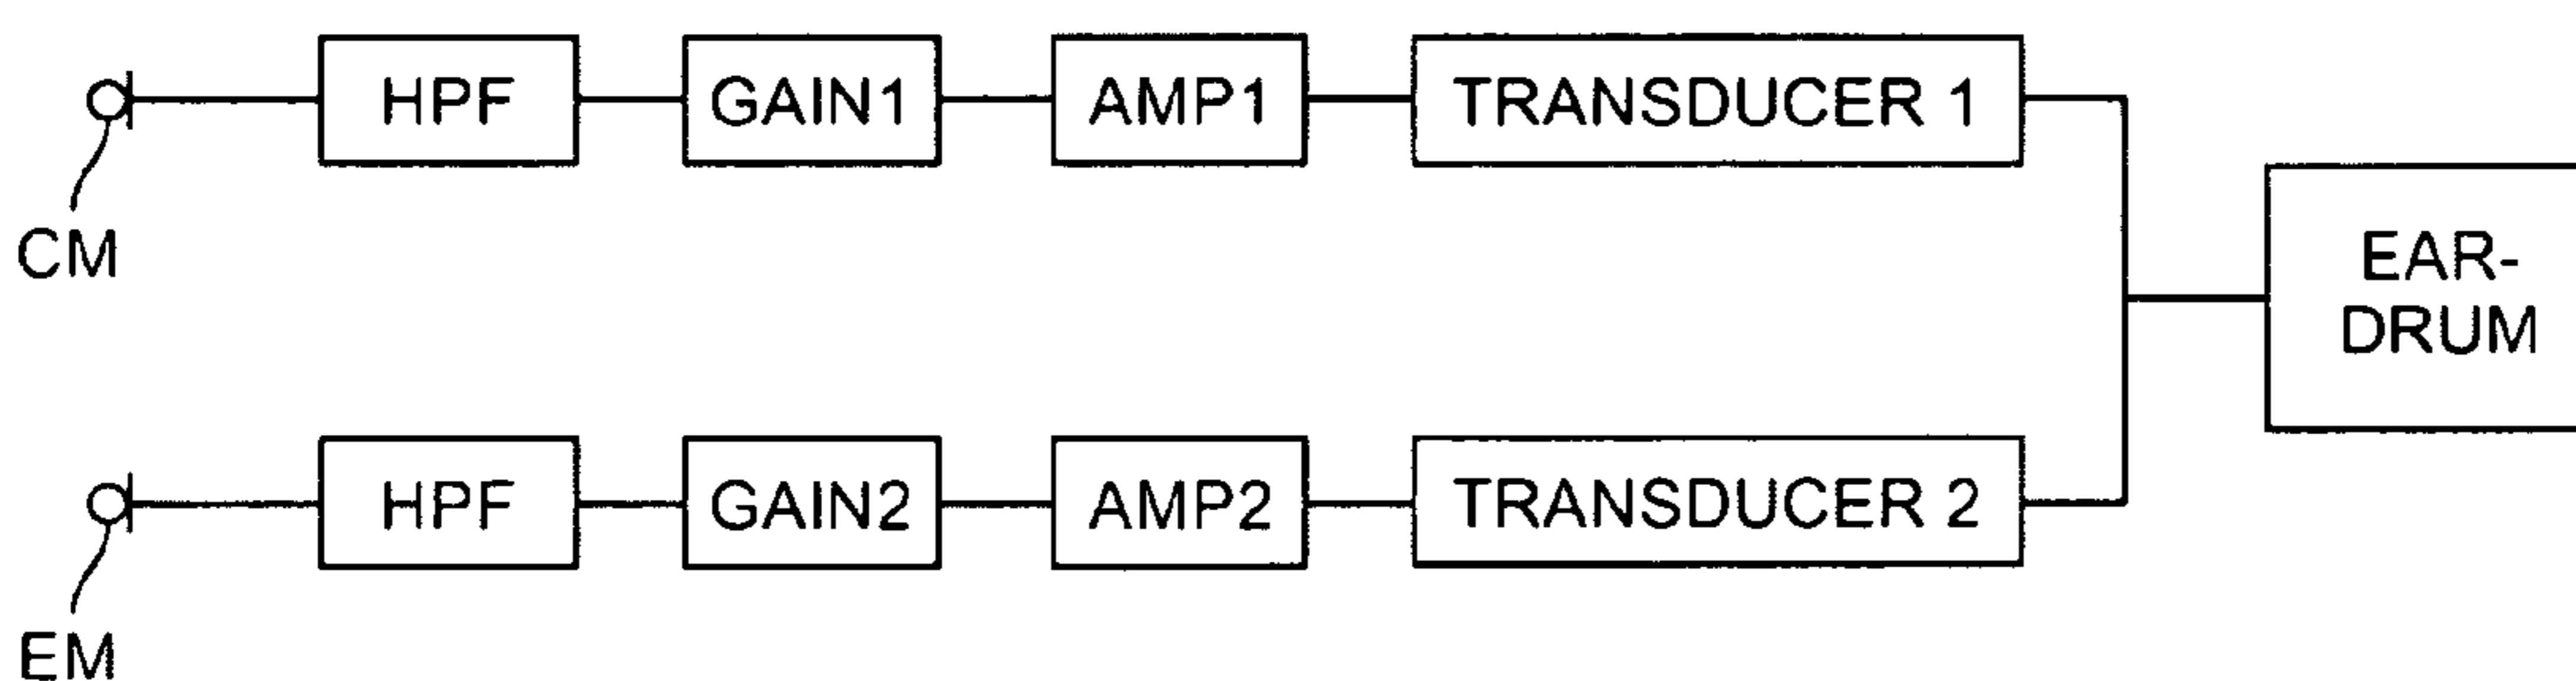 HPF
GAIN1
AMP1
TRANSDUCER 1
CM
EAR-
DRUM
HPF
GAIN2
AMP2
TRANSDUCER 2
EM